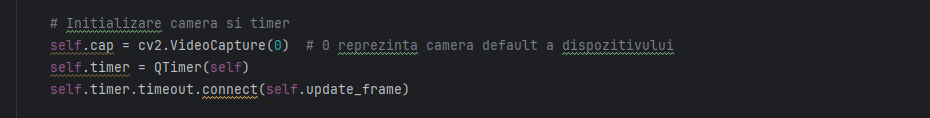 # Initializare camera si timer
self.cap = cv2.VideoCapture(0)  # 0 reprezinta camera default a dispozitivului
self.timer = QTimer(self)
self.timer.timeout.connect(self.update_frame)